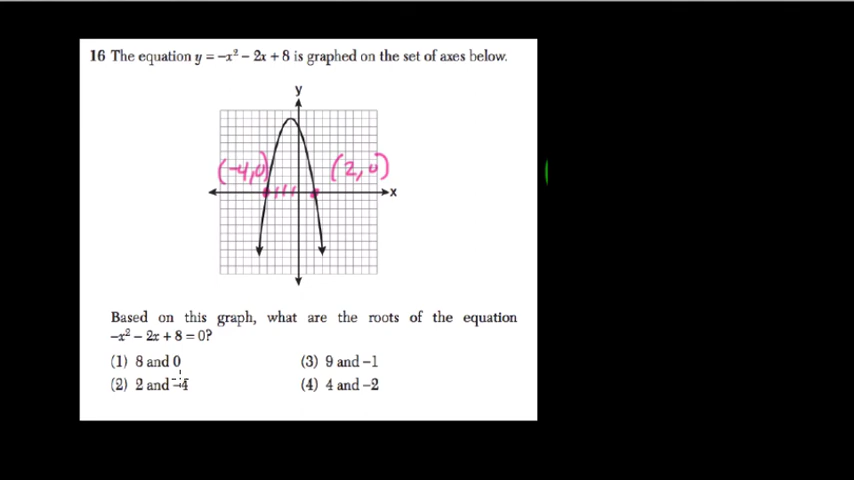 16 The equation y = –x² – 2x + 8 is graphed on the set of axes below.
y
(-4,0) (2,0)
x
Based on this graph, what are the roots of the equation
–x² – 2x + 8 = 0?
(1) 8 and 0 (3) 9 and –1
(2) 2 and –4 (4) 4 and –2